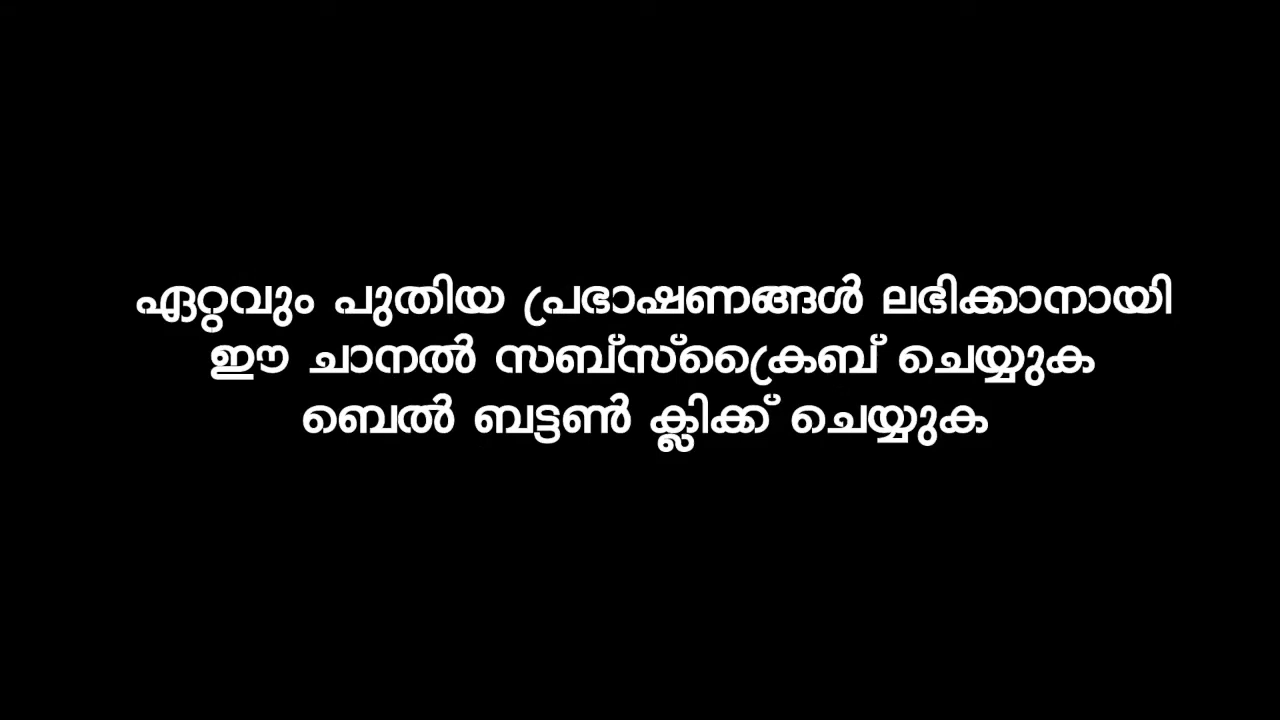 ഏറ്റവും പുതിയ പ്രഭാഷണങ്ങൾ ലഭിക്കാനായി
ഈ ചാനൽ സബ്സ്ക്രൈബ് ചെയ്യുക
ബെൽ ബട്ടൺ ക്ലിക്ക് ചെയ്യുക